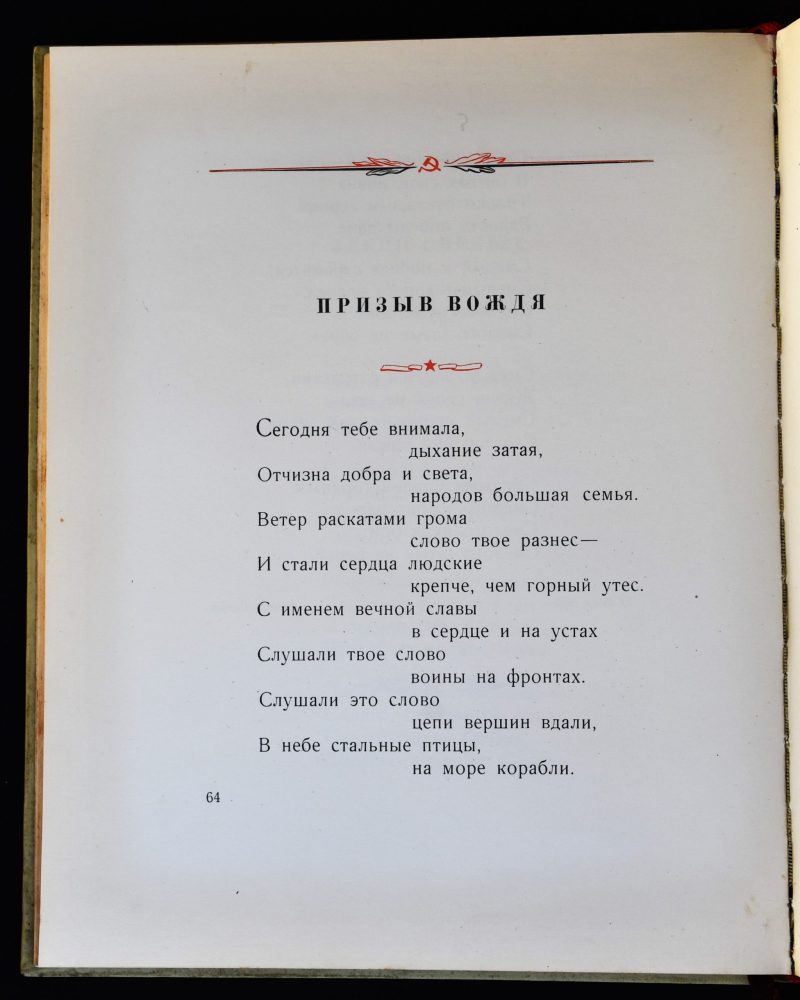 ПРИЗЫВ ВОЖДЯ
Сегодня тебе внимала,
дыхание затая,
Отчизна добра и света,
народов большая семья.
Ветер раскатами грома
слово твое разнес—
И стали сердца людские
крепче, чем горный утес.
С именем вечной славы
в сердце и на устах
Слушали твое слово
воины на фронтах.
Слушали это слово
цепи вершин вдали,
В небе стальные птицы,
на море корабли.
64